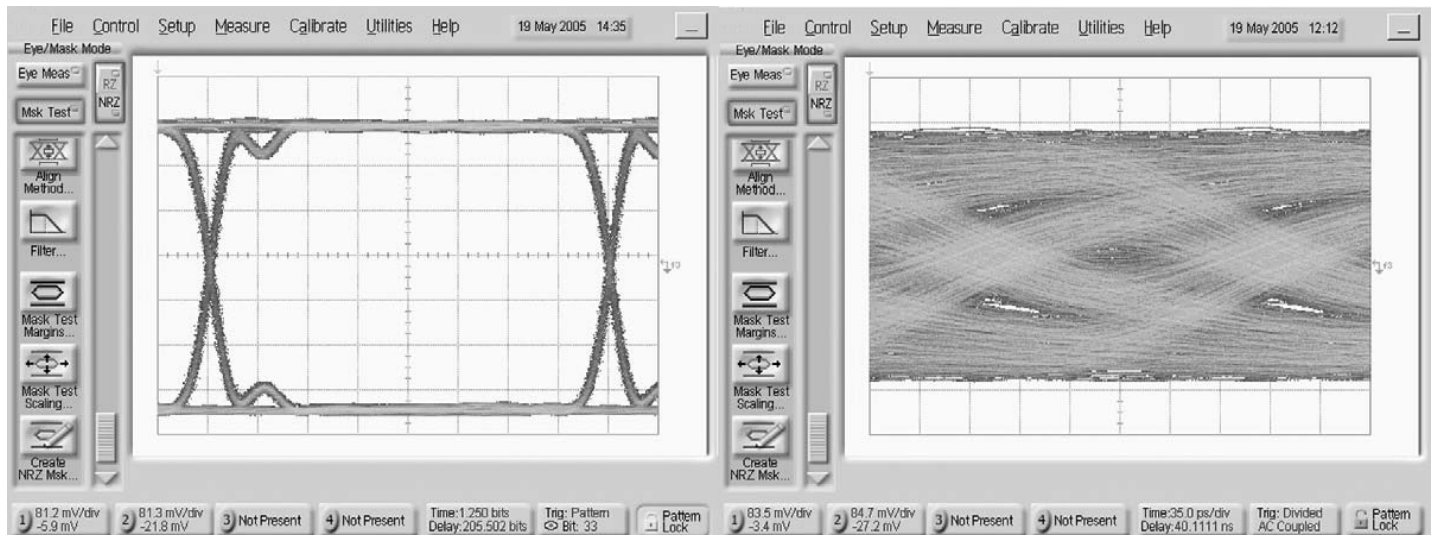 File Control Setup Measure Calibrate Utilities Help 19 May 2005 14:35
Eye/Mask Mode
Eye Meas
RZ
NRZ
Msk Test
Align
Method...
Filter...
Mask Test
Margins...
Mask Test
Scaling...
Create
NRZ Msk...
1) 81.2 mV/div
-5.9 mV
2) 81.3 mV/div
-21.8 mV
3) Not Present
4) Not Present
Time:1.250 bits
Delay:205.502 bits
Trig: Pattern
Bit: 33
Pattern
Lock
File Control Setup Measure Calibrate Utilities Help 19 May 2005 12:12
Eye/Mask Mode
Eye Meas
RZ
NRZ
Msk Test
Align
Method...
Filter...
Mask Test
Margins...
Mask Test
Scaling...
Create
NRZ Msk...
1) 83.5 mV/div
-3.4 mV
2) 84.7 mV/div
-27.2 mV
3) Not Present
4) Not Present
Time:35.0 ps/div
Delay:40.1111 ns
Trig: Divided
AC Coupled
Pattern
Lock